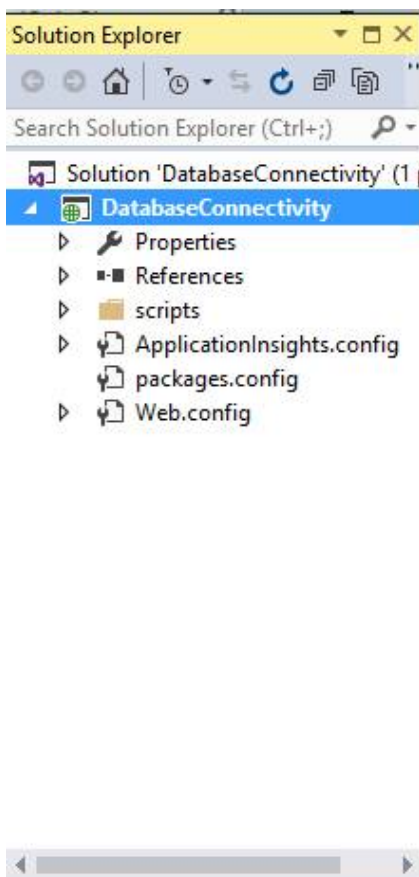 Solution Explorer
Search Solution Explorer (Ctrl+;)
Solution 'DatabaseConnectivity' (1
DatabaseConnectivity
Properties
References
scripts
ApplicationInsights.config
packages.config
Web.config